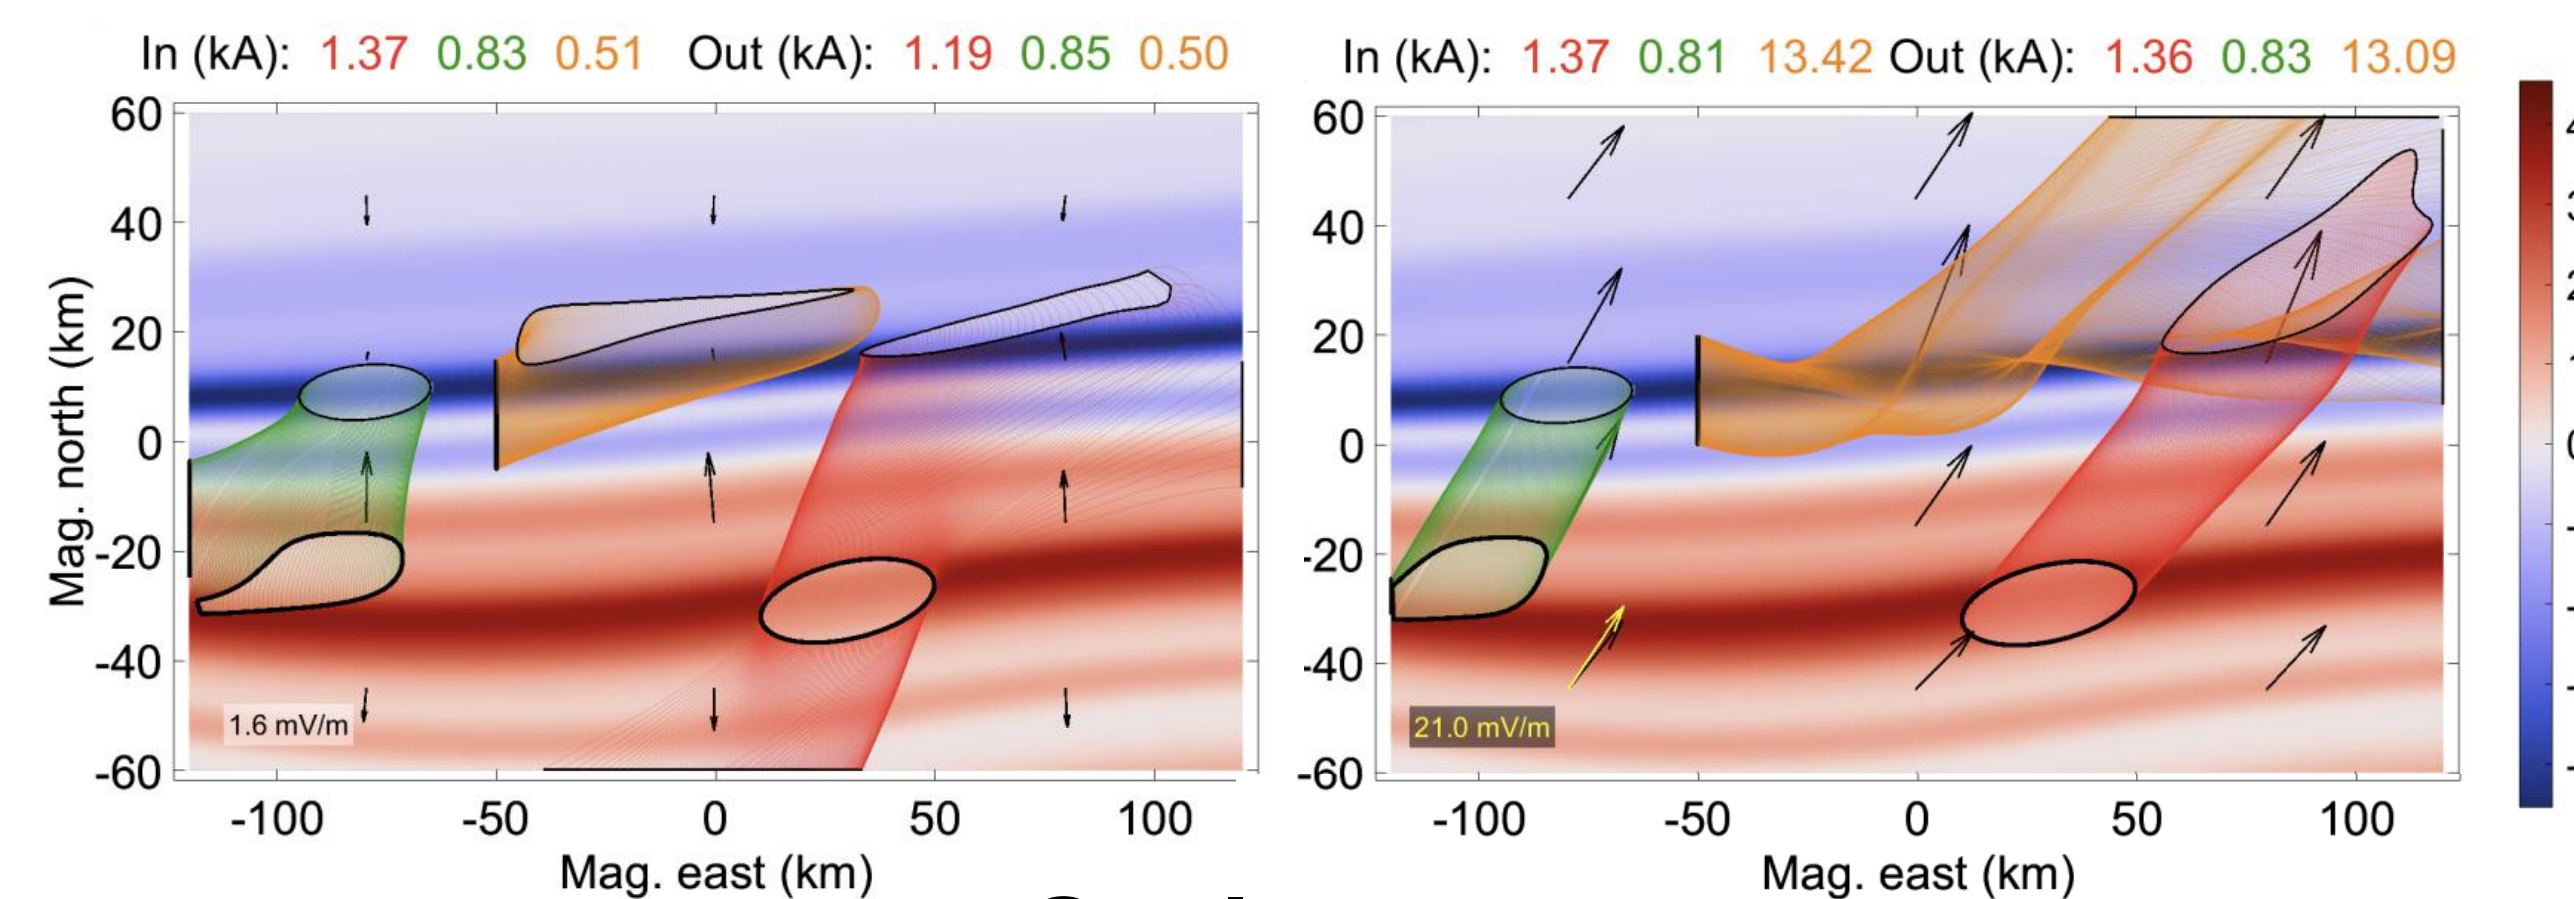 In (kA): 1.37 0.83 0.51 Out (kA): 1.19 0.85 0.50
60
40
20
0
-20
-40
-60
Mag. north (km)
1.6 mV/m
-100 -50 0 50 100
Mag. east (km)
In (kA): 1.37 0.81 13.42 Out (kA): 1.36 0.83 13.09
60
40
20
0
-20
-40
-60
21.0 mV/m
-100 -50 0 50 100
Mag. east (km)